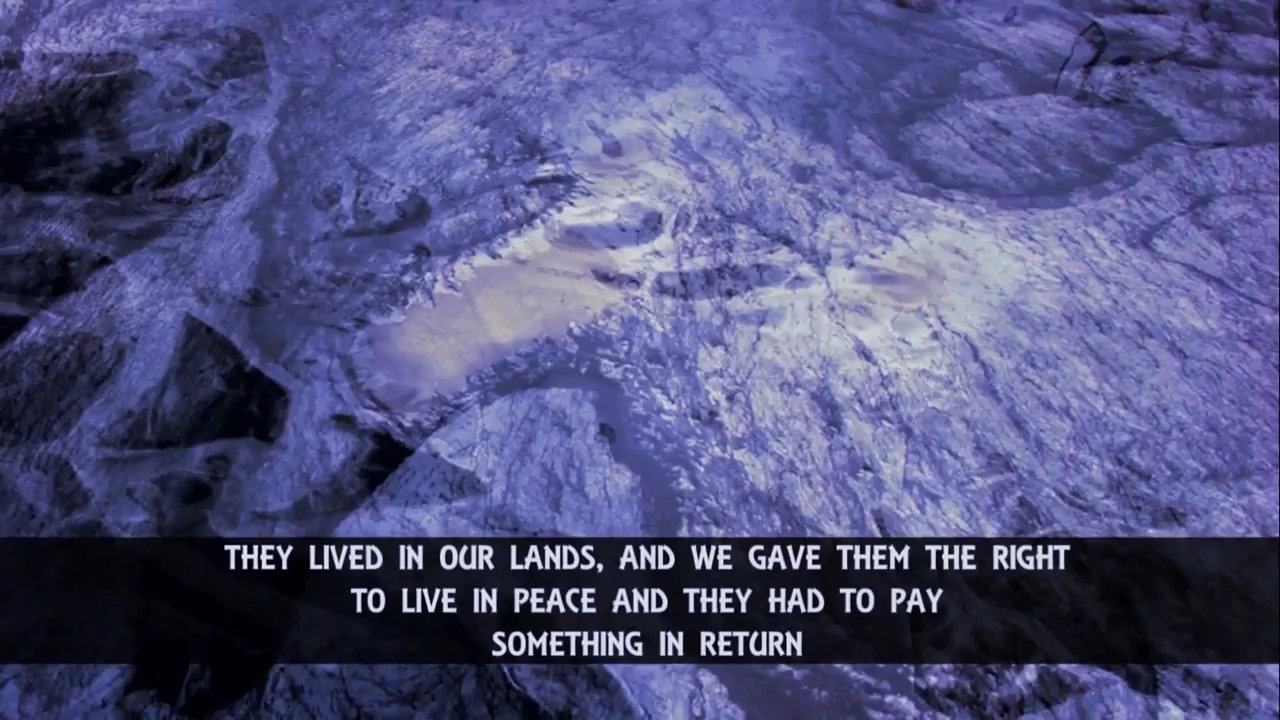 THEY LIVED IN OUR LANDS, AND WE GAVE THEM THE RIGHT
TO LIVE IN PEACE AND THEY HAD TO PAY
SOMETHING IN RETURN